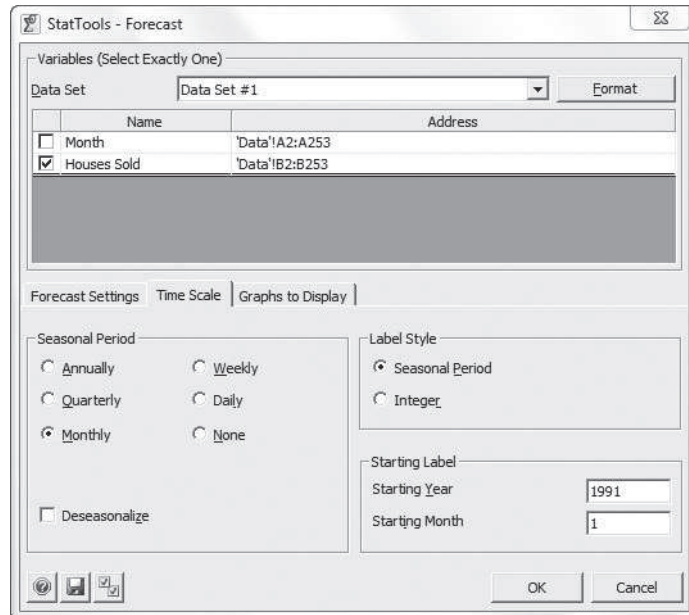 StatTools - Forecast
Variables (Select Exactly One)
Data Set Data Set #1 Format
Name Address
Month 'Data'!A2:A253
Houses Sold 'Data'!B2:B253
Forecast Settings Time Scale Graphs to Display
Seasonal Period
Annually Weekly
Quarterly Daily
Monthly None
Deseasonalize
Label Style
Seasonal Period
Integer
Starting Label
Starting Year 1991
Starting Month 1
OK Cancel